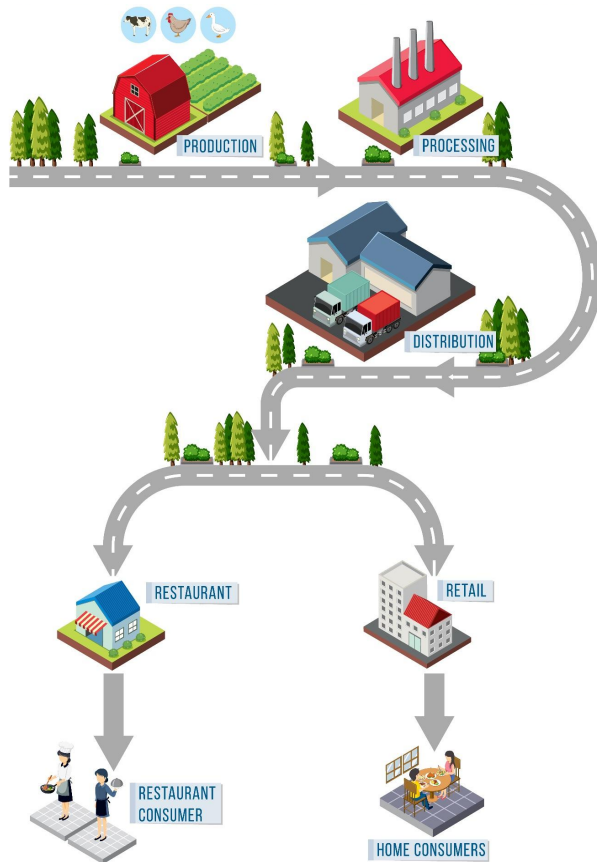 PRODUCTION
PROCESSING
DISTRIBUTION
RESTAURANT
RETAIL
RESTAURANT
CONSUMER
HOME CONSUMERS